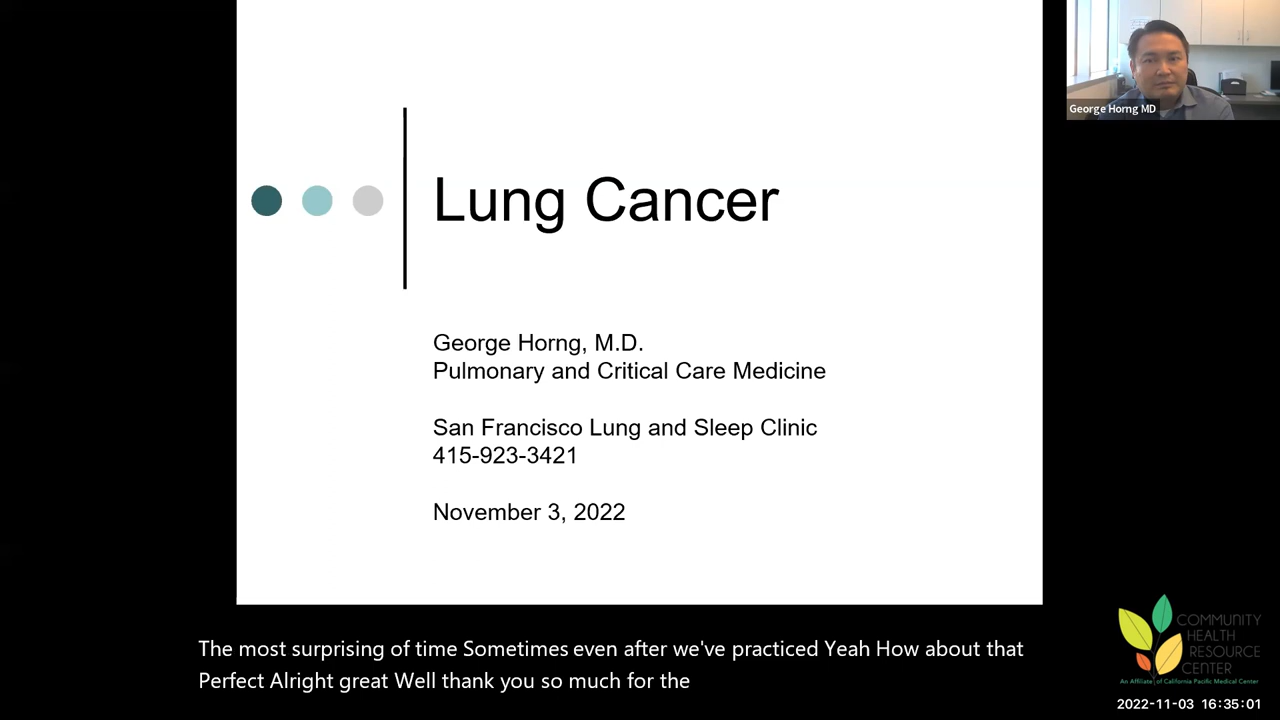 George Horng MD
Lung Cancer
George Horng, M.D.
Pulmonary and Critical Care Medicine
San Francisco Lung and Sleep Clinic
415-923-3421
November 3, 2022
The most surprising of time Sometimes even after we've practiced Yeah How about that
Perfect Alright great Well thank you so much for the
COMMUNITY
HEALTH
RESOURCE
CENTER
An Affiliate of California Pacific Medical Center
2022-11-03 16:35:01